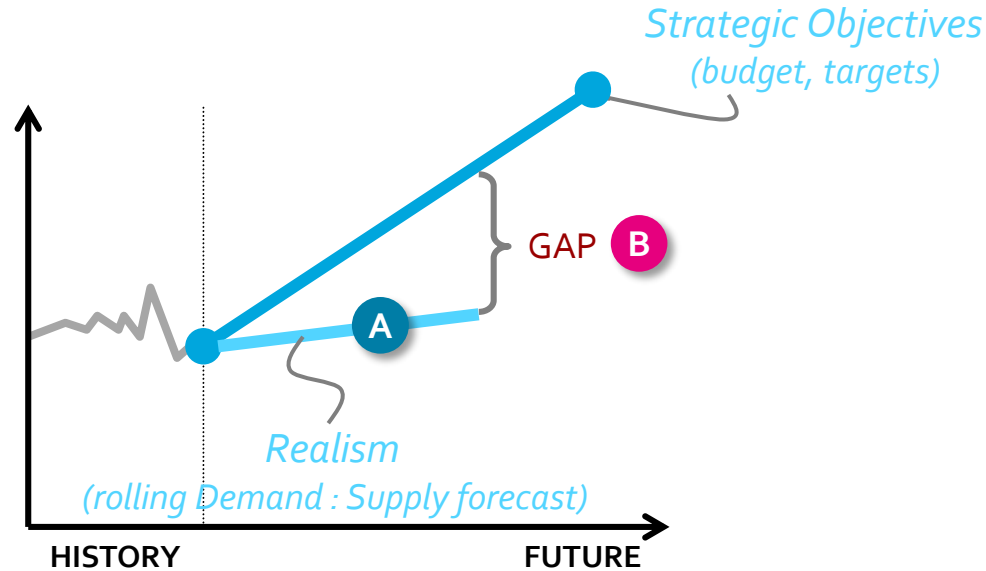 Strategic Objectives
(budget, targets)
GAP B
A
Realism
(rolling Demand : Supply forecast)
HISTORY FUTURE